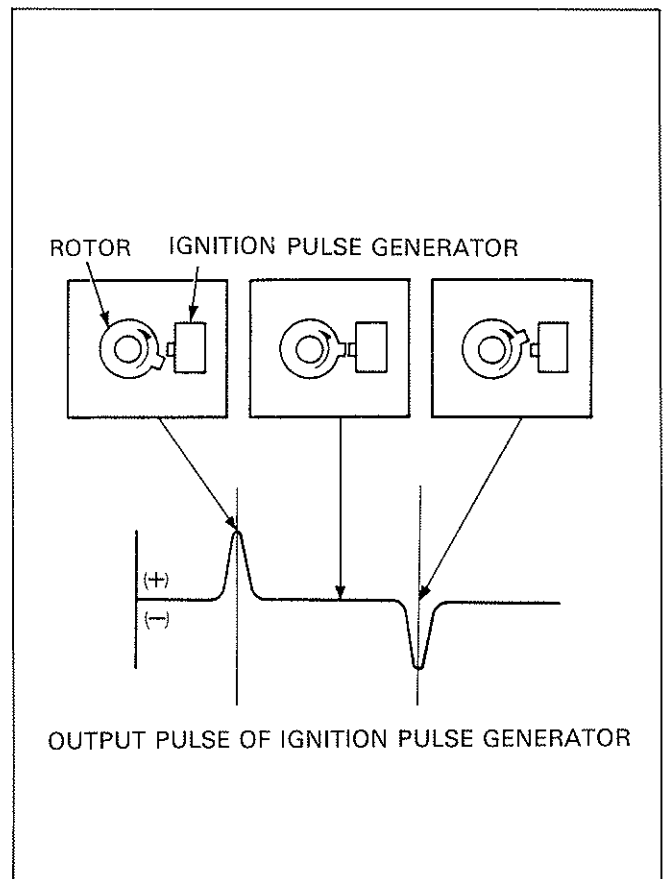 ROTOR IGNITION PULSE GENERATOR
(+)
(—)
OUTPUT PULSE OF IGNITION PULSE GENERATOR